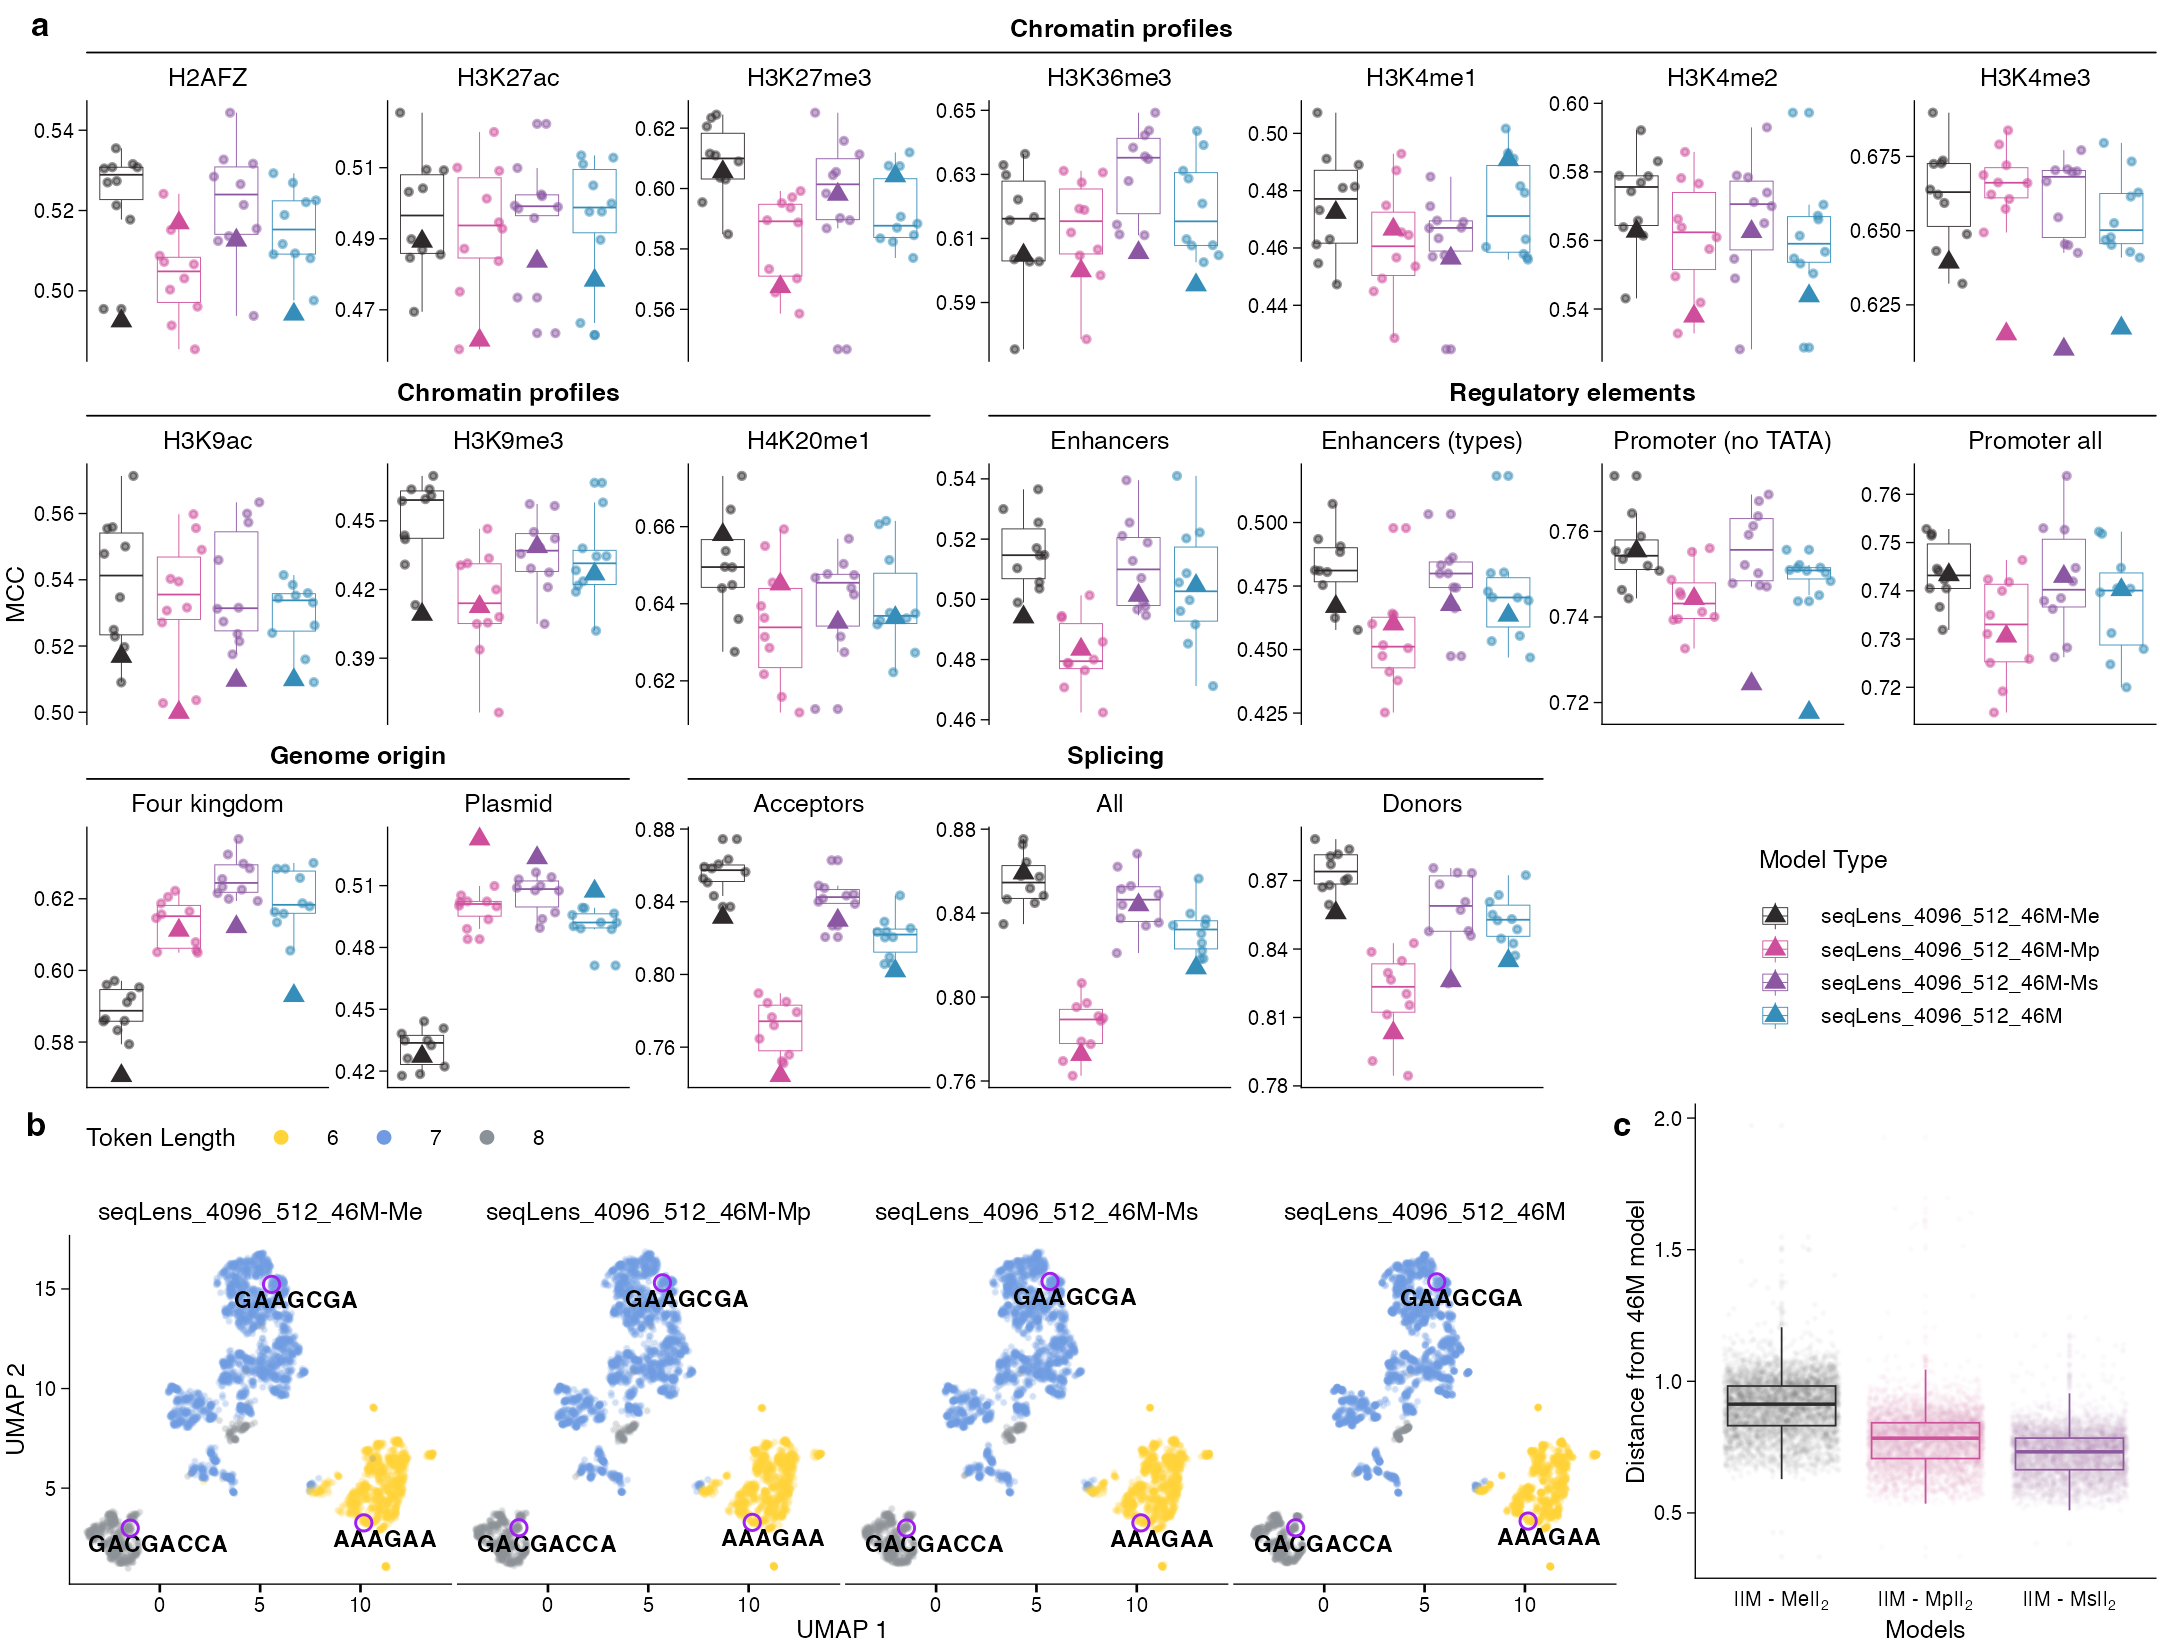 a
Chromatin profiles
H2AFZ H3K27ac H3K27me3 H3K36me3 H3K4me1 H3K4me2 H3K4me3
0.54 0.52 0.50
0.51 0.49 0.47
0.62 0.60 0.58 0.56
0.65 0.63 0.61 0.59
0.50 0.48 0.46 0.44
0.60 0.58 0.56 0.54
0.675 0.650 0.625
Chromatin profiles Regulatory elements
H3K9ac H3K9me3 H4K20me1 Enhancers Enhancers (types) Promoter (no TATA) Promoter all
MCC
0.56 0.54 0.52 0.50
0.45 0.42 0.39
0.66 0.64 0.62
0.54 0.52 0.50 0.48 0.46
0.500 0.475 0.450 0.425
0.76 0.74 0.72
0.76 0.75 0.74 0.73 0.72
Genome origin Splicing
Four kingdom Plasmid Acceptors All Donors
0.62 0.60 0.58
0.51 0.48 0.45 0.42
0.88 0.84 0.80 0.76
0.88 0.84 0.80 0.76
0.87 0.84 0.81 0.78
Model Type
seqLens_4096_512_46M-Me
seqLens_4096_512_46M-Mp
seqLens_4096_512_46M-Ms
seqLens_4096_512_46M
b
Token Length 6 7 8
seqLens_4096_512_46M-Me seqLens_4096_512_46M-Mp seqLens_4096_512_46M-Ms seqLens_4096_512_46M
UMAP 2
15 10 5
GAAGCGA GAAGCGA GAAGCGA GAAGCGA
GACGACCA AAAGAA GACGACCA AAAGAA GACGACCA AAAGAA GACGACCA AAAGAA
0 5 10 0 5 10 0 5 10 0 5 10
UMAP 1
c
Distance from 46M model
2.0
1.5
1.0
0.5
IIM - MeII₂ IIM - MpII₂ IIM - MsII₂
Models